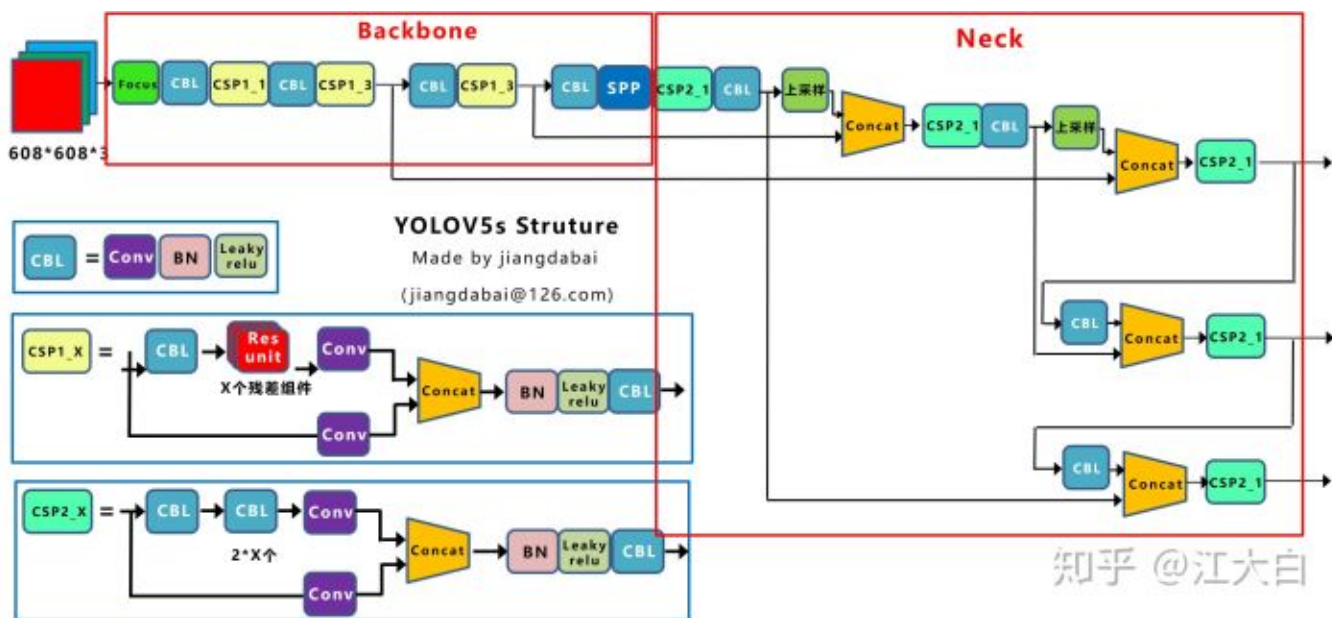 Backbone
Neck
Focus
CBL
CSP1_1
CBL
CSP1_3
CBL
CSP1_3
CBL
SPP
CSP2_1
CBL
上采样
Concat
CSP2_1
CBL
上采样
Concat
CSP2_1
608*608*3
YOLOV5s Struture
Made by jiangdabai
(jiangdabai@126.com)
CBL
=
Conv
BN
Leaky
relu
CBL
Concat
CSP2_1
CSP1_X
=
CBL
Res
unit
X个残差组件
Conv
Conv
Concat
BN
Leaky
relu
CBL
CBL
Concat
CSP2_1
CSP2_X
=
CBL
CBL
2*X个
Conv
Conv
Concat
BN
Leaky
relu
CBL
知乎 @江大白